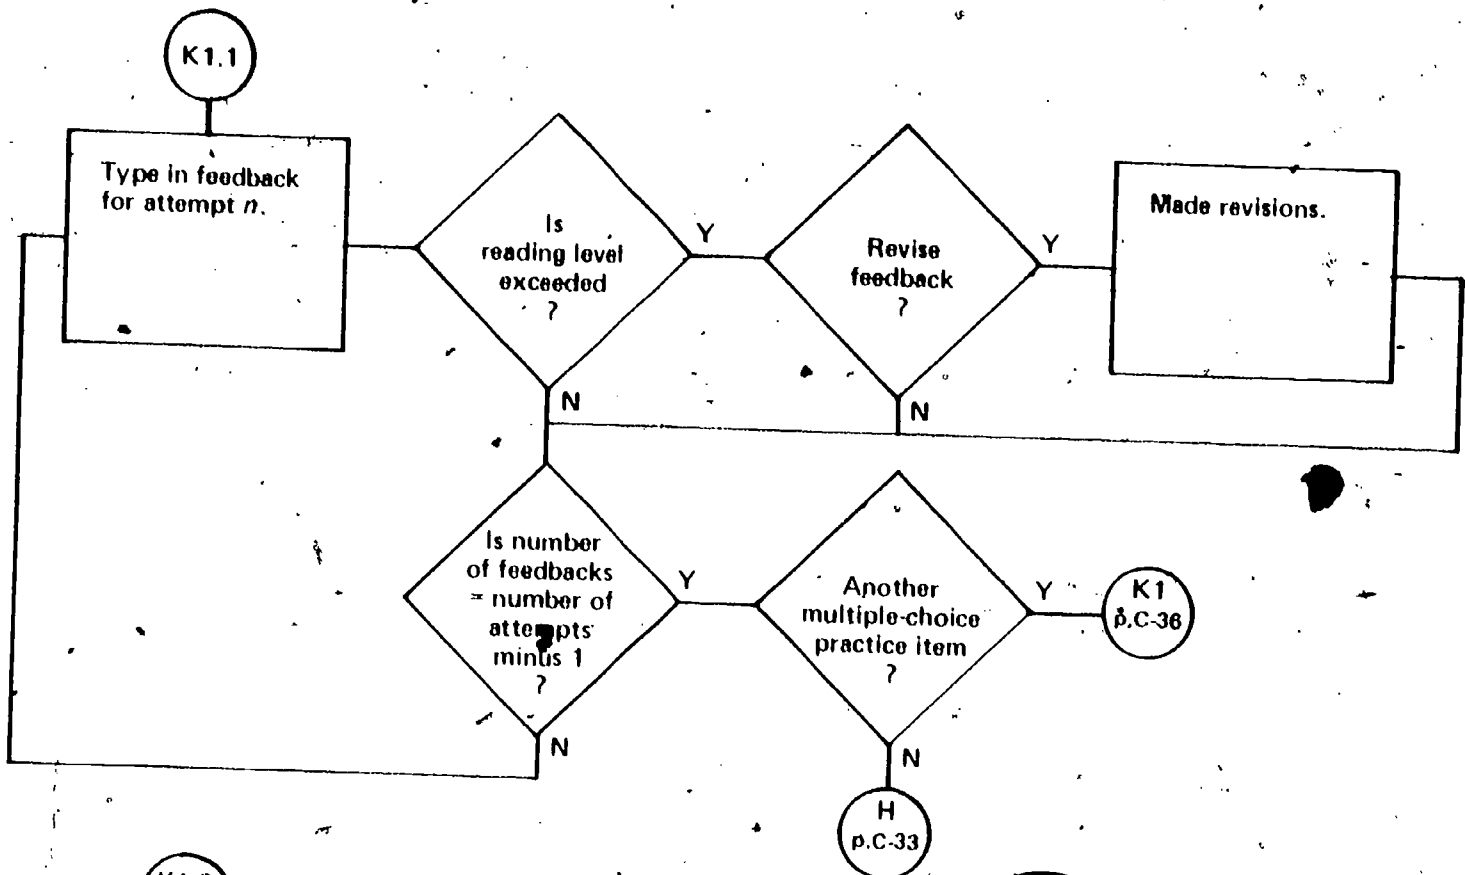 K1.1
Type in feedback
for attempt n.
Is
reading level
exceeded
?
Y
N
Revise
feedback
?
Y
N
Made revisions.
Is number
of feedbacks
= number of
attempts
minus 1
?
Y
N
Another
multiple-choice
practice item
?
Y
N
K1
p.C-36
H
p.C-33